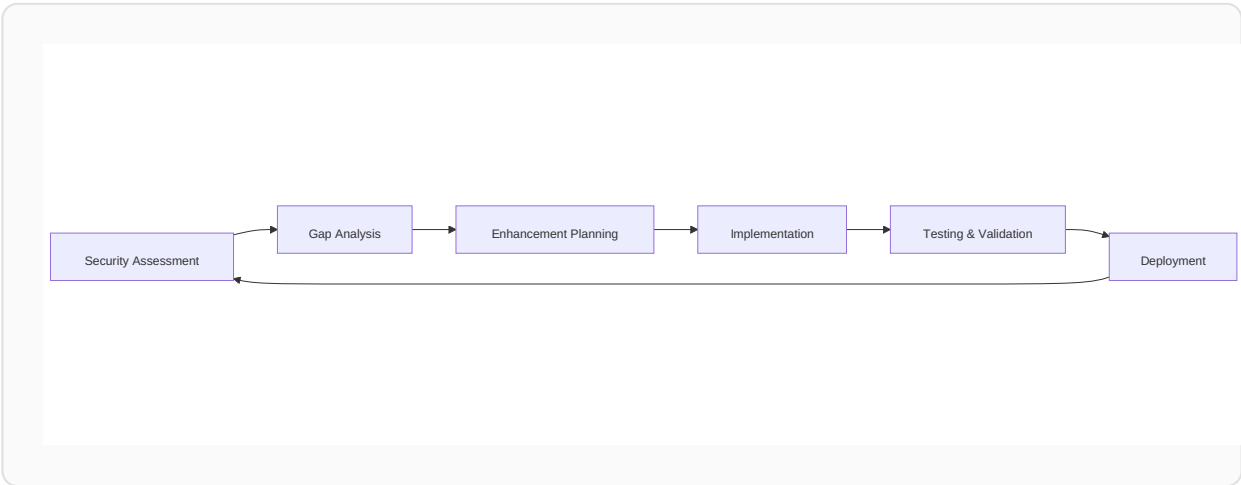 Security Assessment
Gap Analysis
Enhancement Planning
Implementation
Testing & Validation
Deployment